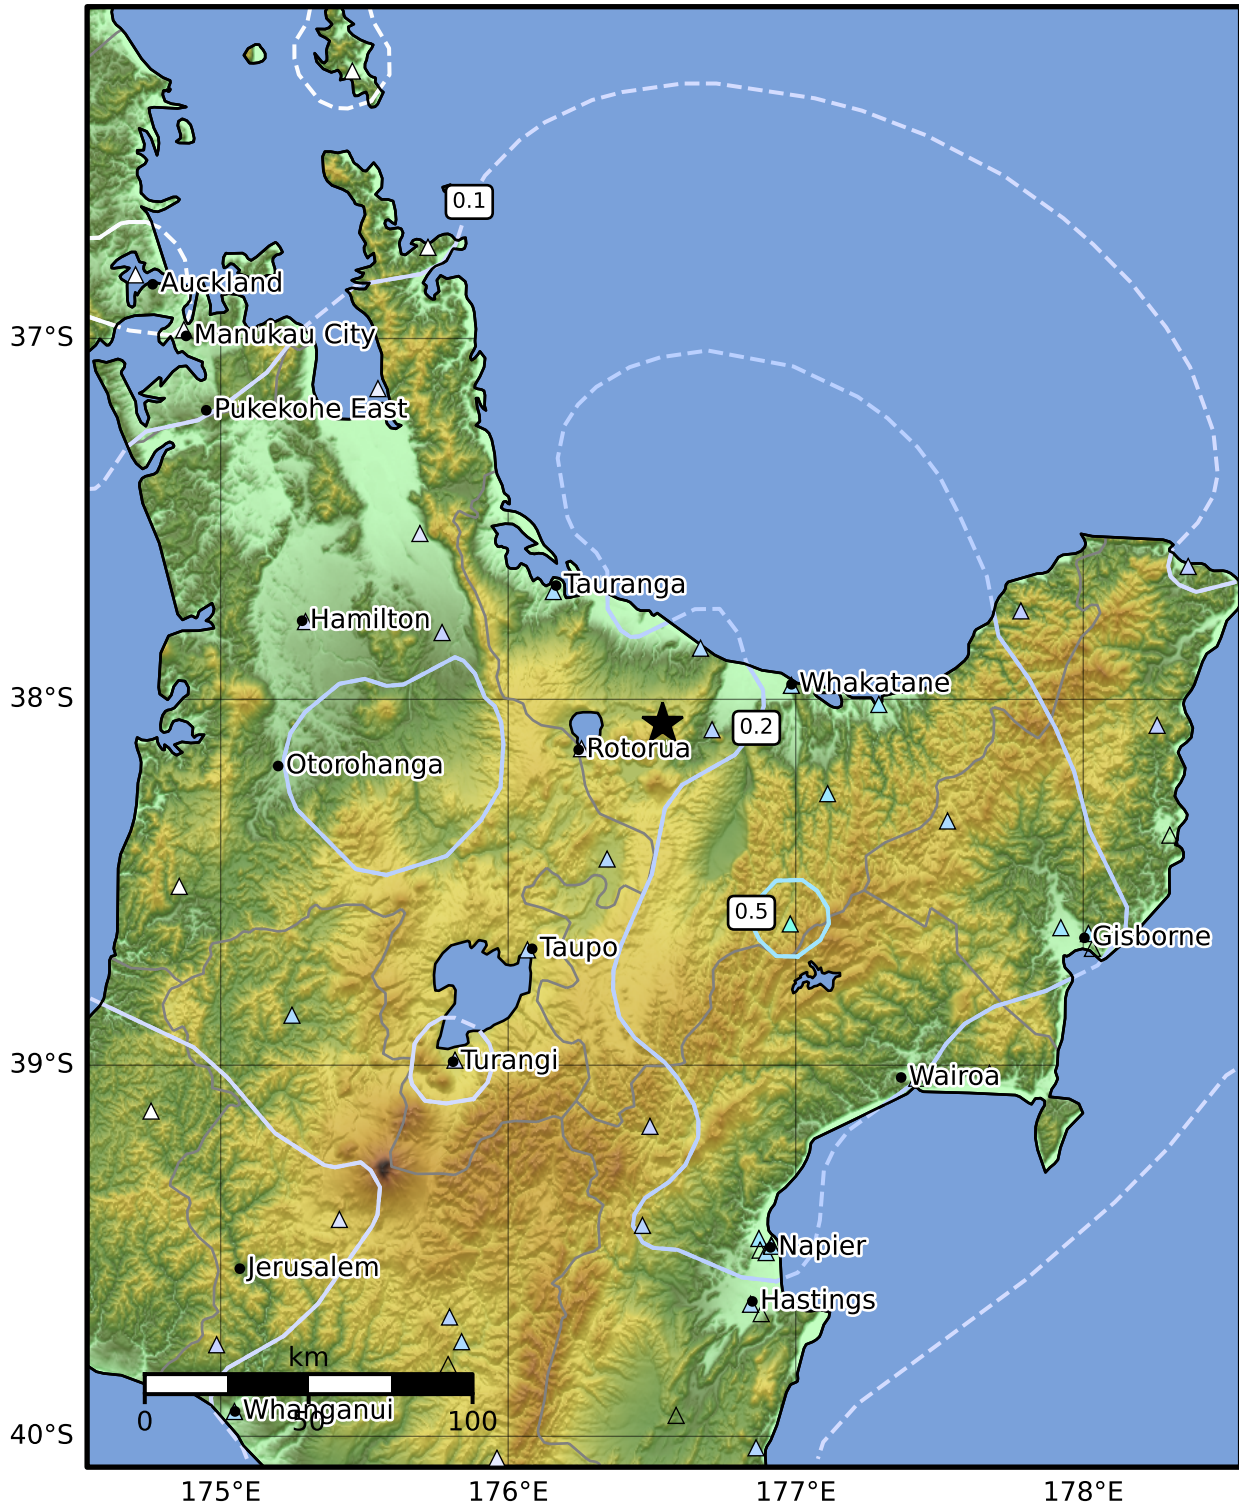 0.1
Auckland
Manukau City
37°S
Pukekohe East
Tauranga
Hamilton
Whakatane
38°S
0.2
Rotorua
Otorohanga
0.5
Gisborne
Taupo
Turangi
39°S
Wairoa
Napier
Jerusalem
Hastings
km
Whanganui
0
50
100
40°S
175°E
176°E
177°E
178°E